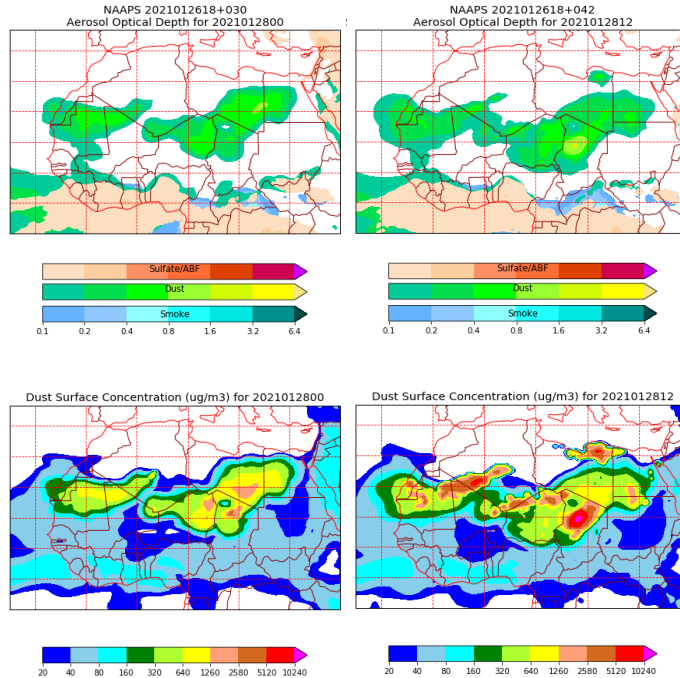 NAAPS 2021012618+030
Aerosol Optical Depth for 2021012800
NAAPS 2021012618+042
Aerosol Optical Depth for 2021012812
Sulfate/ABF
Dust
Smoke
0.1 0.2 0.4 0.8 1.6 3.2 6.4
Sulfate/ABF
Dust
Smoke
0.1 0.2 0.4 0.8 1.6 3.2 6.4
Dust Surface Concentration (ug/m3) for 2021012800
Dust Surface Concentration (ug/m3) for 2021012812
20 40 80 160 320 640 1260 2580 5120 10240
20 40 80 160 320 640 1260 2580 5120 10240